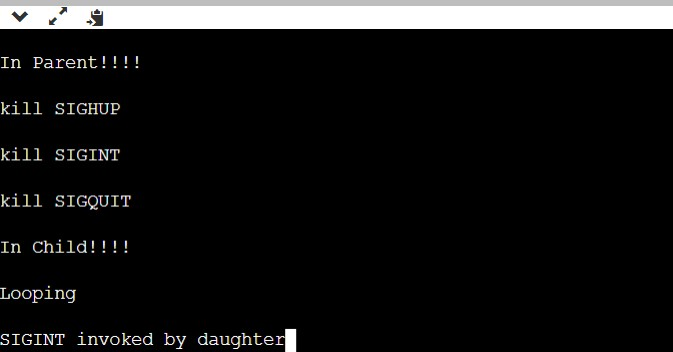 In Parent!!!!
kill SIGHUP
kill SIGINT
kill SIGQUIT
In Child!!!!
Looping
SIGINT invoked by daughter